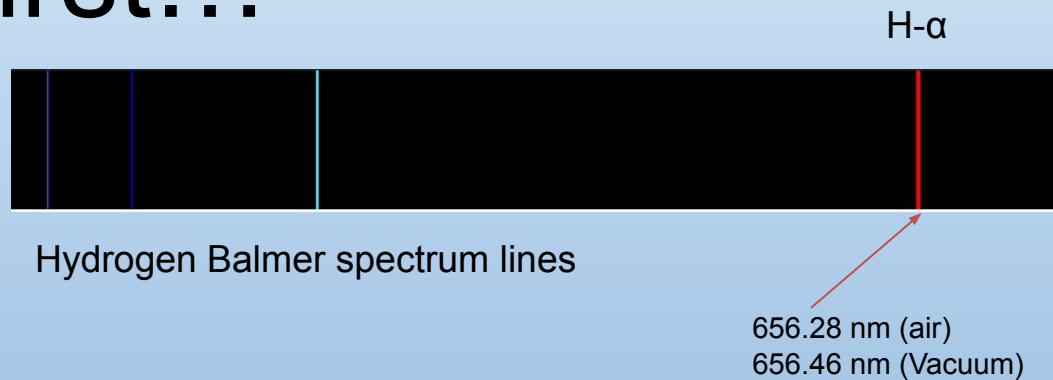 H-α
Hydrogen Balmer spectrum lines
656.28 nm (air)
656.46 nm (Vacuum)